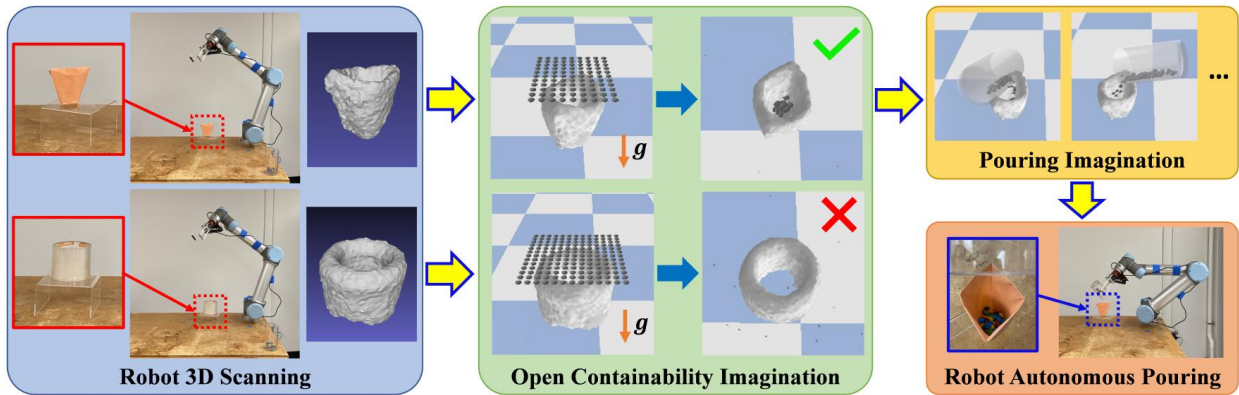 g
g
...
Robot 3D Scanning
Open Containability Imagination
Pouring Imagination
Robot Autonomous Pouring